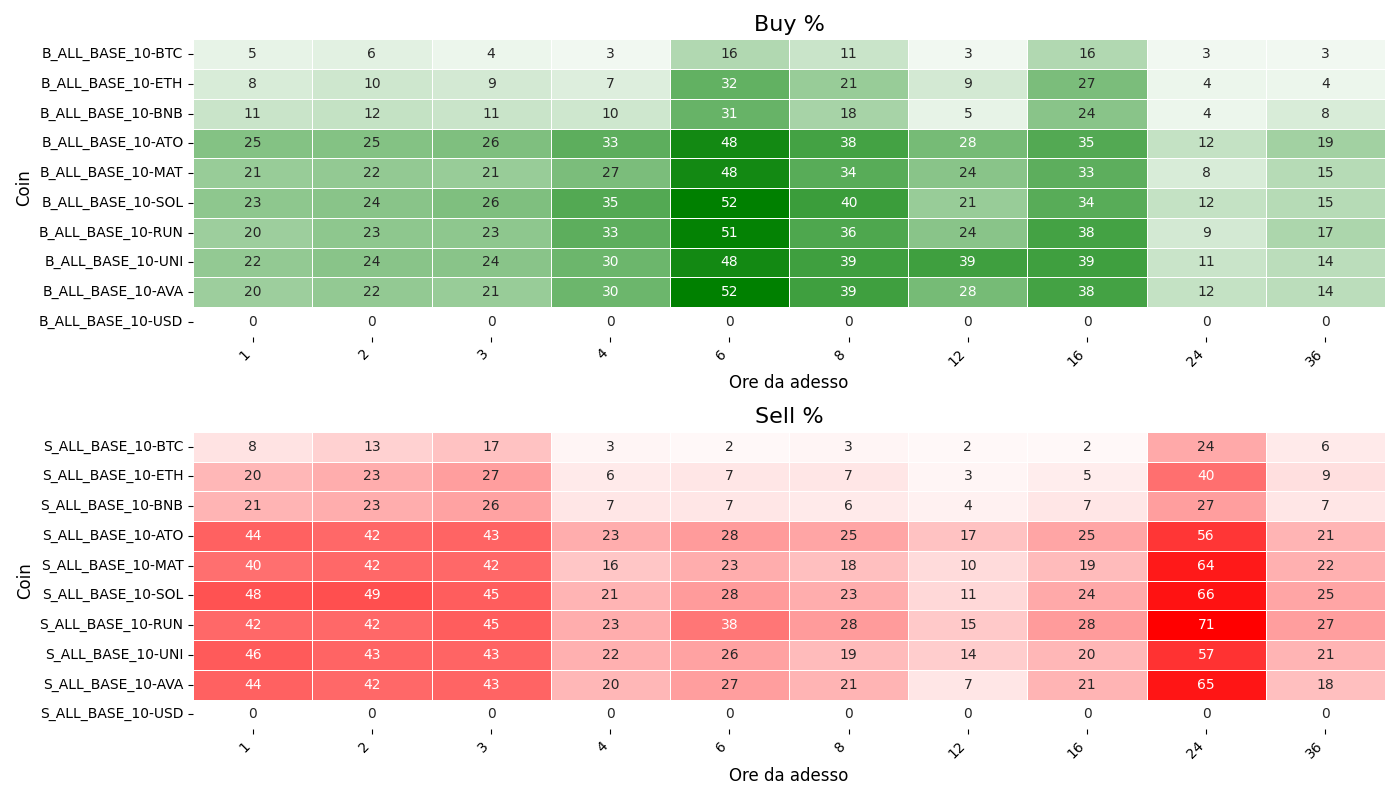 Buy %
Coin
B_ALL_BASE_10-BTC 5 6 4 3 16 11 3 16 3 3
B_ALL_BASE_10-ETH 8 10 9 7 32 21 9 27 4 4
B_ALL_BASE_10-BNB 11 12 11 10 31 18 5 24 4 8
B_ALL_BASE_10-ATO 25 25 26 33 48 38 28 35 12 19
B_ALL_BASE_10-MAT 21 22 21 27 48 34 24 33 8 15
B_ALL_BASE_10-SOL 23 24 26 35 52 40 21 34 12 15
B_ALL_BASE_10-RUN 20 23 23 33 51 36 24 38 9 17
B_ALL_BASE_10-UNI 22 24 24 30 48 39 39 39 11 14
B_ALL_BASE_10-AVA 20 22 21 30 52 39 28 38 12 14
B_ALL_BASE_10-USD 0 0 0 0 0 0 0 0 0 0
1 2 3 4 6 8 12 16 24 36
Ore da adesso
Sell %
Coin
S_ALL_BASE_10-BTC 8 13 17 3 2 3 2 2 24 6
S_ALL_BASE_10-ETH 20 23 27 6 7 7 3 5 40 9
S_ALL_BASE_10-BNB 21 23 26 7 7 6 4 7 27 7
S_ALL_BASE_10-ATO 44 42 43 23 28 25 17 25 56 21
S_ALL_BASE_10-MAT 40 42 42 16 23 18 10 19 64 22
S_ALL_BASE_10-SOL 48 49 45 21 28 23 11 24 66 25
S_ALL_BASE_10-RUN 42 42 45 23 38 28 15 28 71 27
S_ALL_BASE_10-UNI 46 43 43 22 26 19 14 20 57 21
S_ALL_BASE_10-AVA 44 42 43 20 27 21 7 21 65 18
S_ALL_BASE_10-USD 0 0 0 0 0 0 0 0 0 0
1 2 3 4 6 8 12 16 24 36
Ore da adesso